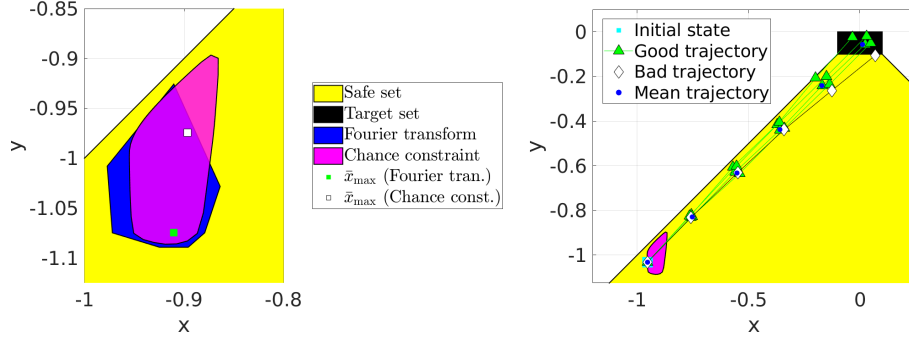 -0.85
-0.9
-0.95
-1
-1.05
-1.1
y
-1
-0.9
-0.8
x
Safe set
Target set
Fourier transform
Chance constraint
x̄max (Fourier tran.)
x̄max (Chance const.)
0
-0.2
-0.4
-0.6
-0.8
-1
y
-1
-0.5
0
x
Initial state
Good trajectory
Bad trajectory
Mean trajectory